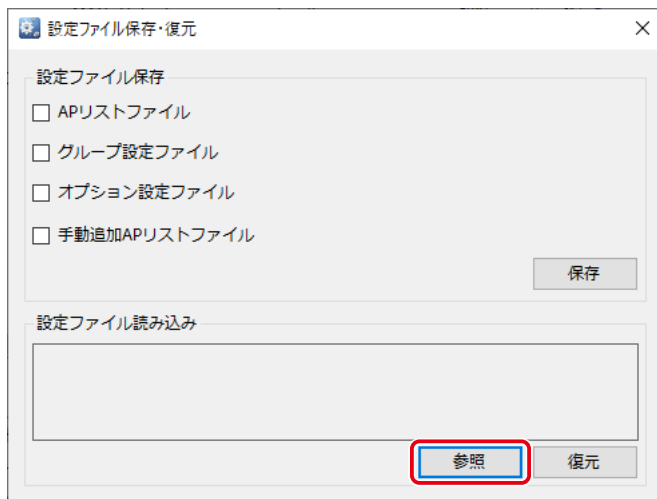 設定ファイル保存・復元
設定ファイル保存
APリストファイル
グループ設定ファイル
オプション設定ファイル
手動追加APリストファイル
保存
設定ファイル読み込み
参照
復元